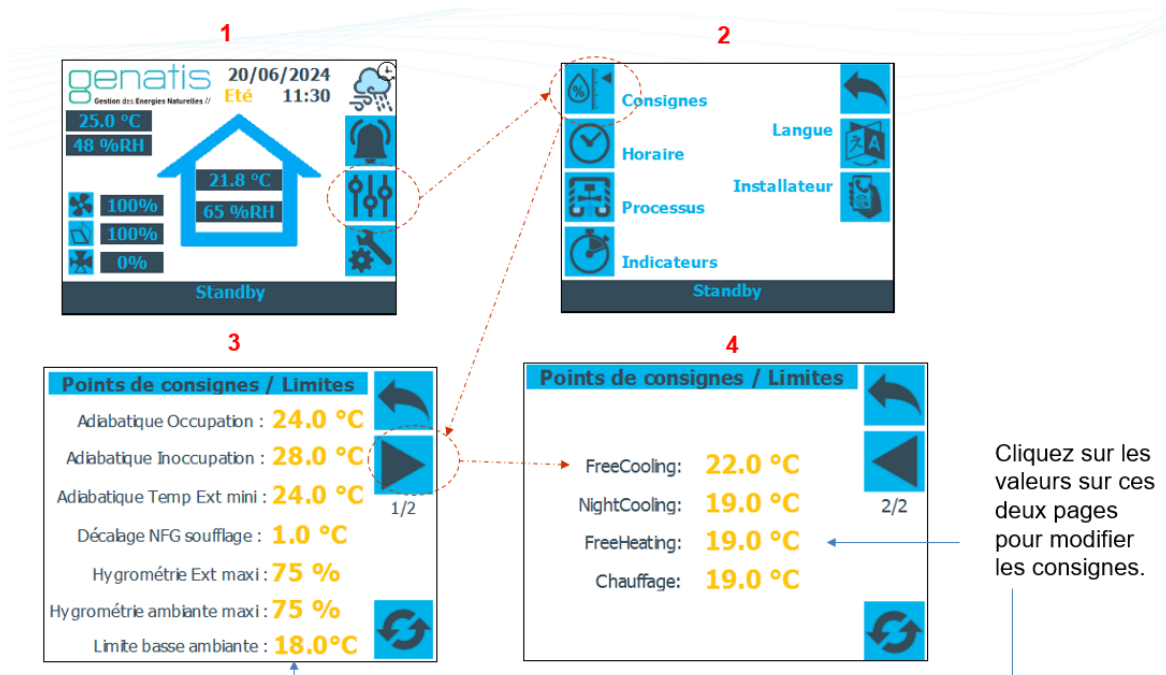 1
genatis
Gestion des Energies Naturelles //
20/06/2024
Eté 11:30
25.0 °C
48 %RH
21.8 °C
65 %RH
100%
100%
0%
Standby
2
%
Consignes
Horaire
Processus
Indicateurs
Langue
A
Installateur
Standby
3
Points de consignes / Limites
Adiabatique Occupation : 24.0 °C
Adiabatique Inoccupation : 28.0 °C
Adiabatique Temp Ext mini : 24.0 °C
Décalage NFG soufflage : 1.0 °C
Hygrométrie Ext maxi : 75 %
Hygrométrie ambiante maxi : 75 %
Limite basse ambiante : 18.0°C
1/2
4
Points de consignes / Limites
FreeCooling: 22.0 °C
NightCooling: 19.0 °C
FreeHeating: 19.0 °C
Chauffage: 19.0 °C
2/2
Cliquez sur les
valeurs sur ces
deux pages
pour modifier
les consignes.